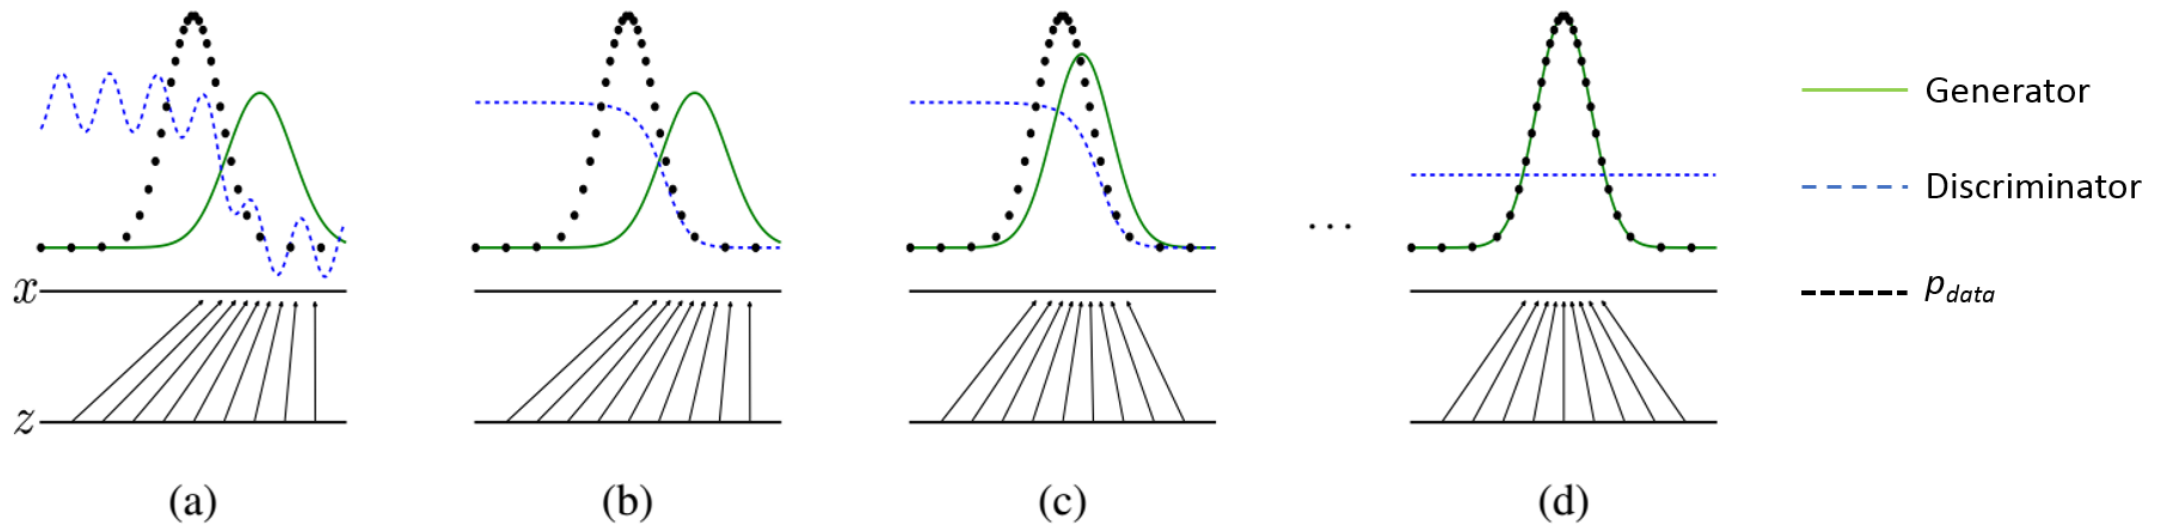 Generator
Discriminator
p_data
...
x
z
(a) (b) (c) (d)